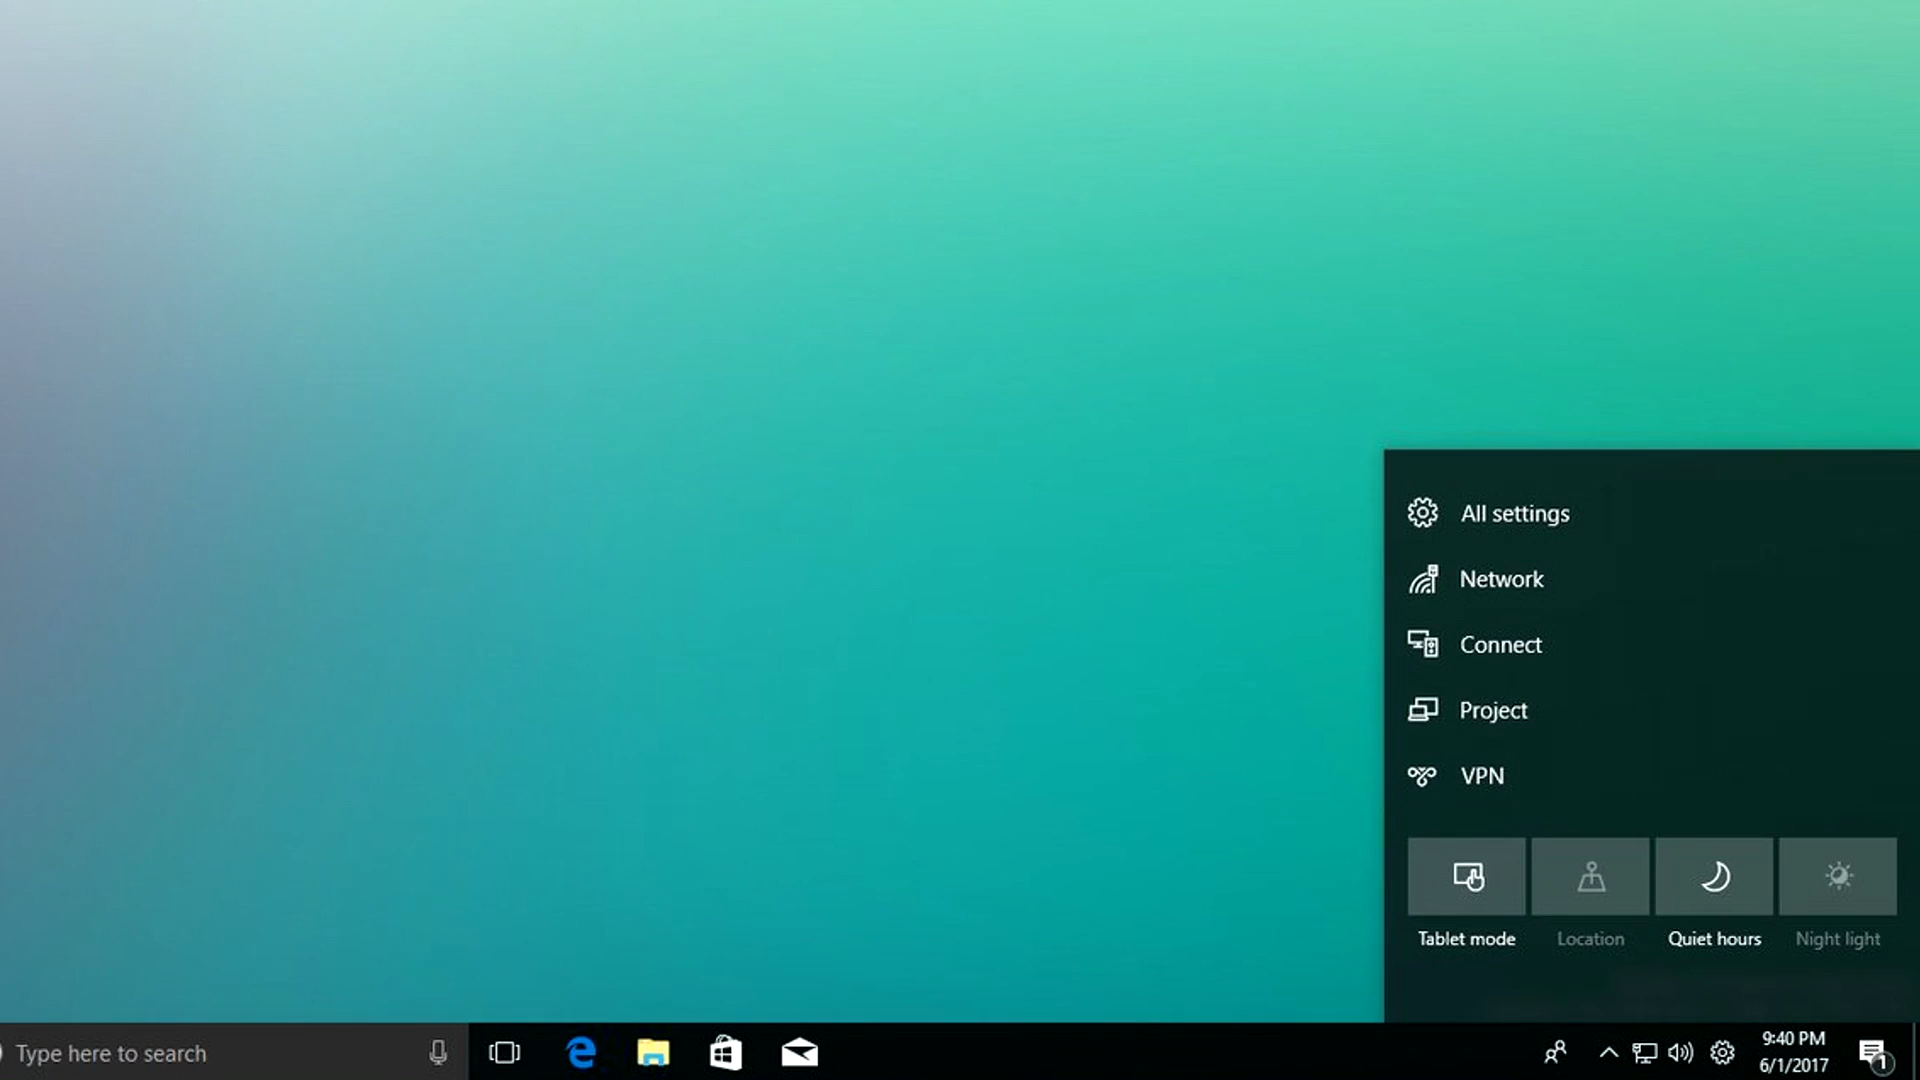 All settings
Network
Connect
Project
VPN
Tablet mode
Location
Quiet hours
Night light
Type here to search
9:40 PM
6/1/2017
1